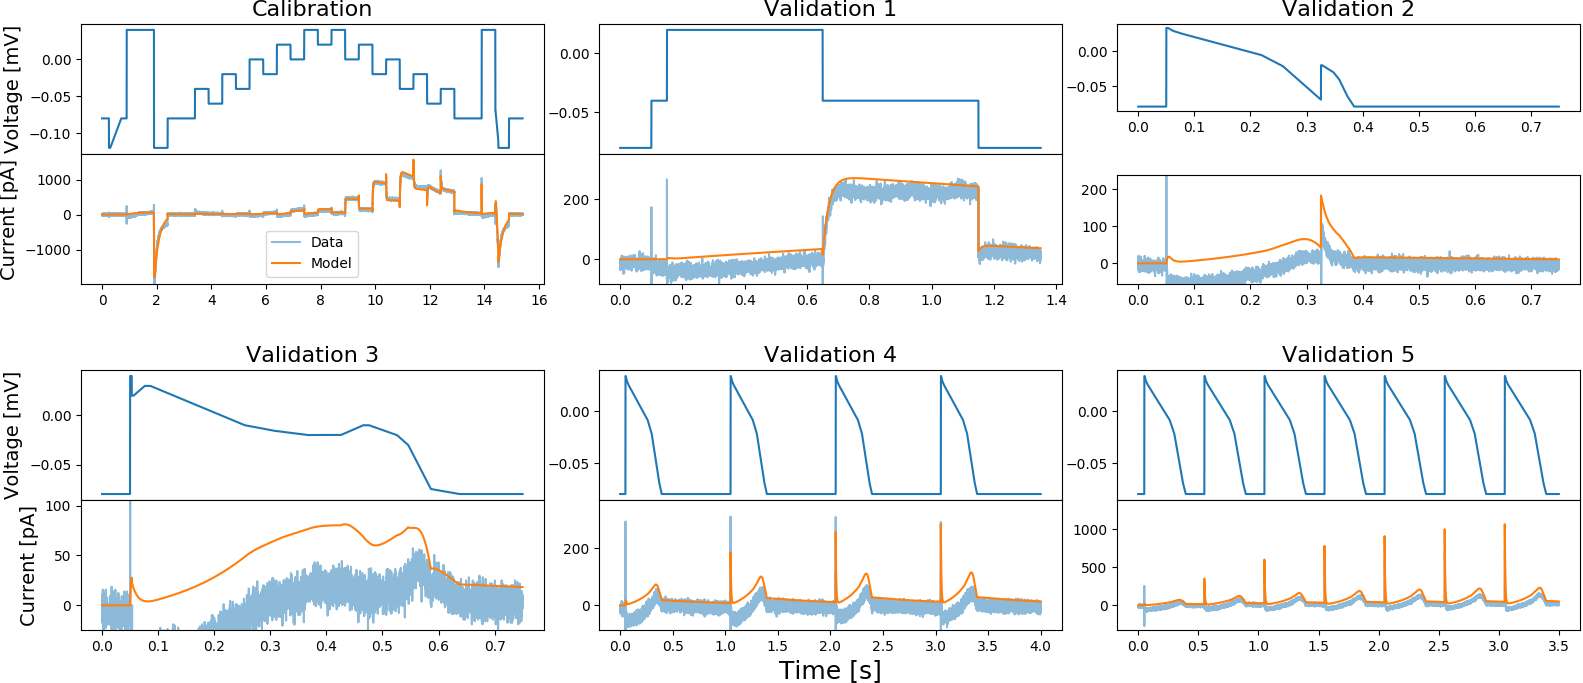 Calibration
Validation 1
Validation 2
Voltage [mV]
0.00
−0.05
−0.10
0.00
−0.05
0.00
−0.05
0.0 0.1 0.2 0.3 0.4 0.5 0.6 0.7
Current [pA]
1000
0
−1000
Data
Model
200
0
200
100
0
0 2 4 6 8 10 12 14 16
0.0 0.2 0.4 0.6 0.8 1.0 1.2 1.4
0.0 0.1 0.2 0.3 0.4 0.5 0.6 0.7
Validation 3
Validation 4
Validation 5
Voltage [mV]
0.00
−0.05
0.00
−0.05
0.00
−0.05
Current [pA]
100
50
0
200
0
1000
500
0
0.0 0.1 0.2 0.3 0.4 0.5 0.6 0.7
0.0 0.5 1.0 1.5 2.0 2.5 3.0 3.5 4.0
0.0 0.5 1.0 1.5 2.0 2.5 3.0 3.5
Time [s]